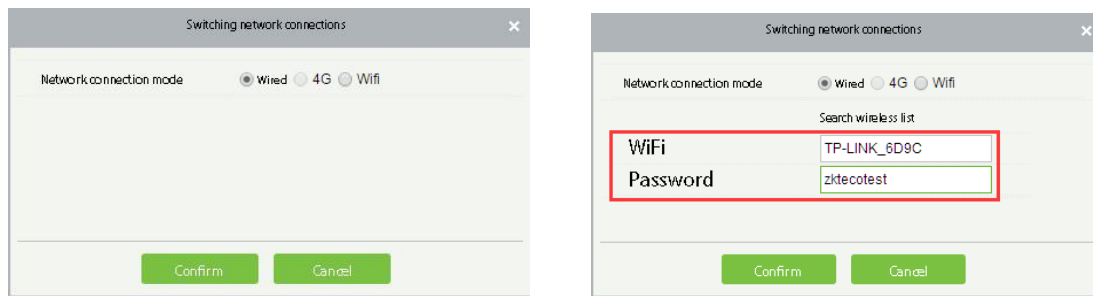 Switching network connections ×
Network connection mode Wired 4G Wifi
Confirm Cancel
Switching network connections ×
Network connection mode Wired 4G Wifi
Search wireless list
WiFi TP-LINK_6D9C
Password zktecotest
Confirm Cancel